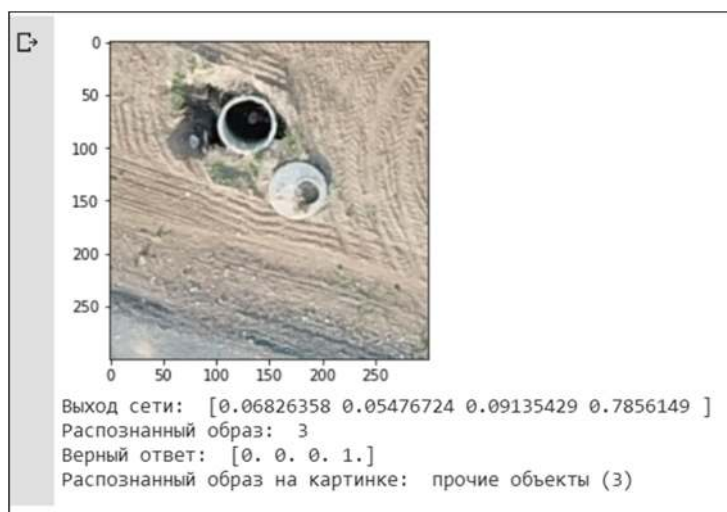 0
50
100
150
200
250
0 50 100 150 200 250
Выход сети: [0.06826358 0.05476724 0.09135429 0.7856149 ]
Распознанный образ: 3
Верный ответ: [0. 0. 0. 1.]
Распознанный образ на картинке: прочие объекты (3)